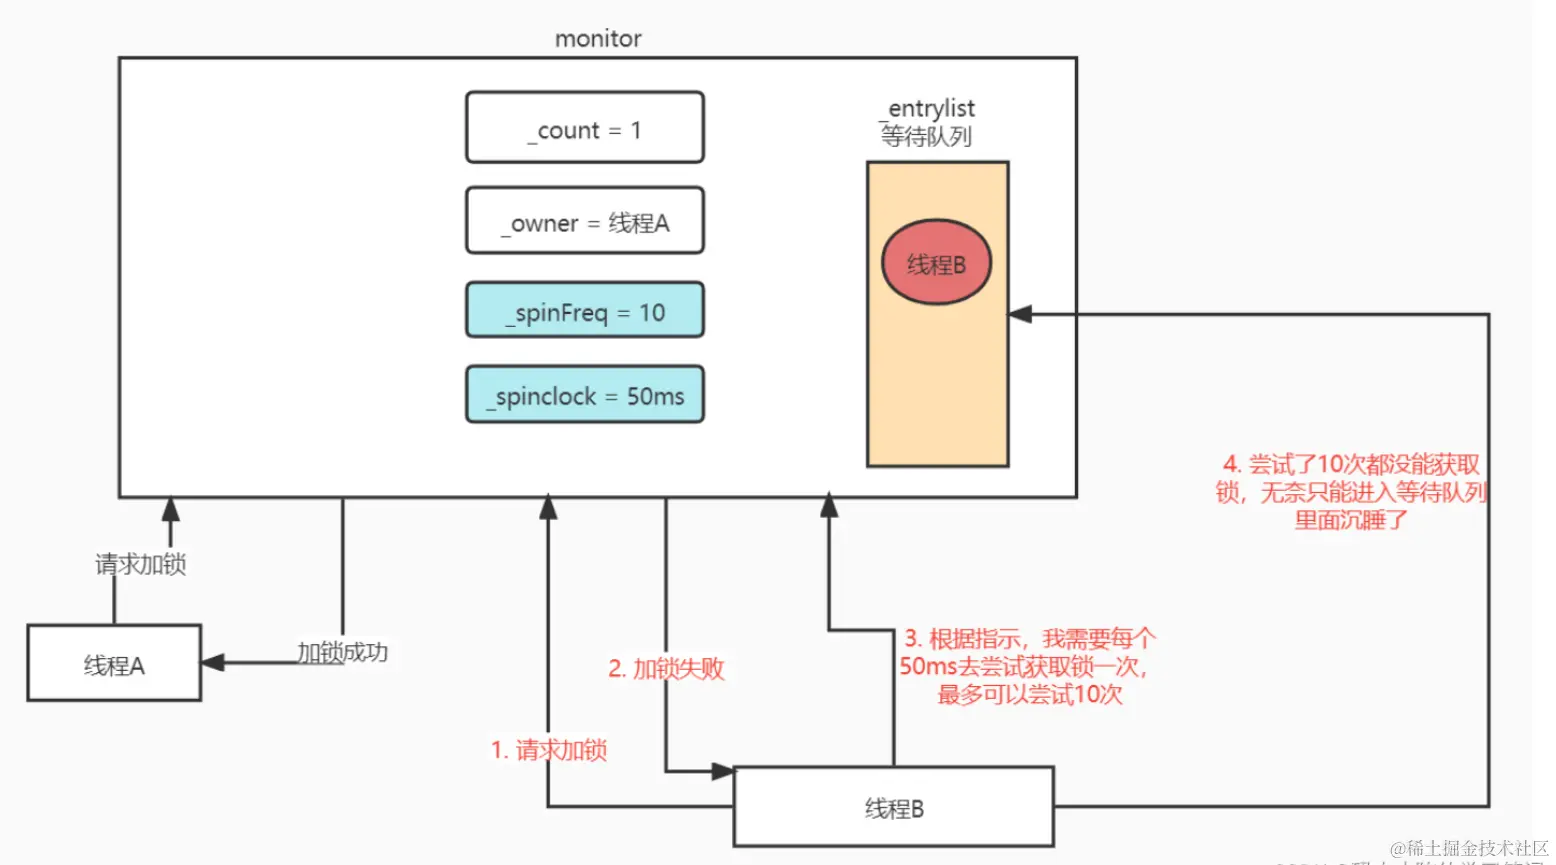 monitor
_count = 1
_entrylist
等待队列
_owner = 线程A
线程B
_spinFreq = 10
_spinclock = 50ms
请求加锁
加锁成功
线程A
1. 请求加锁
2. 加锁失败
3. 根据指示，我需要每个
50ms去尝试获取锁一次，
最多可以尝试10次
4. 尝试了10次都没能获取
锁，无奈只能进入等待队列
里面沉睡了
线程B
@稀土掘金技术社区